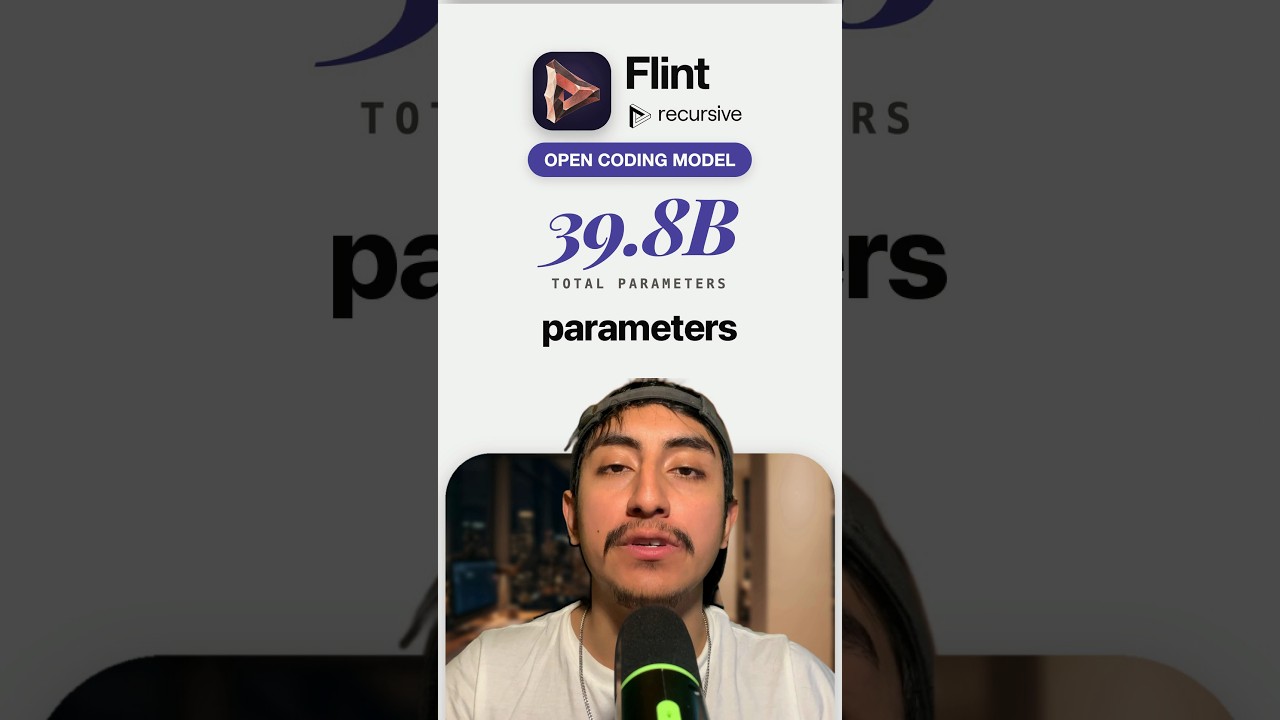 Flint
recursive
OPEN CODING MODEL
39.8B
TOTAL PARAMETERS
parameters